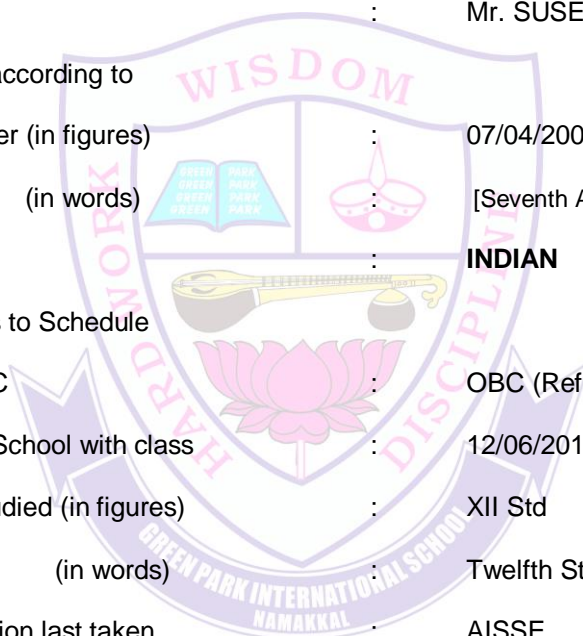 : Mr. SUSE
according to
er (in figures) : 07/04/200
(in words) : [Seventh A
: INDIAN
s to Schedule
C : OBC (Ref
School with class : 12/06/201
udied (in figures) : XII Std
(in words) : Twelfth St
ion last taken : AISSE
WISDOM
HARD WORK
DISCIPLINE
GREEN PARK
GREEN PARK
GREEN PARK
GREEN PARK
GREEN PARK INTERNATIONAL SCHOOL
NAMAKKAL